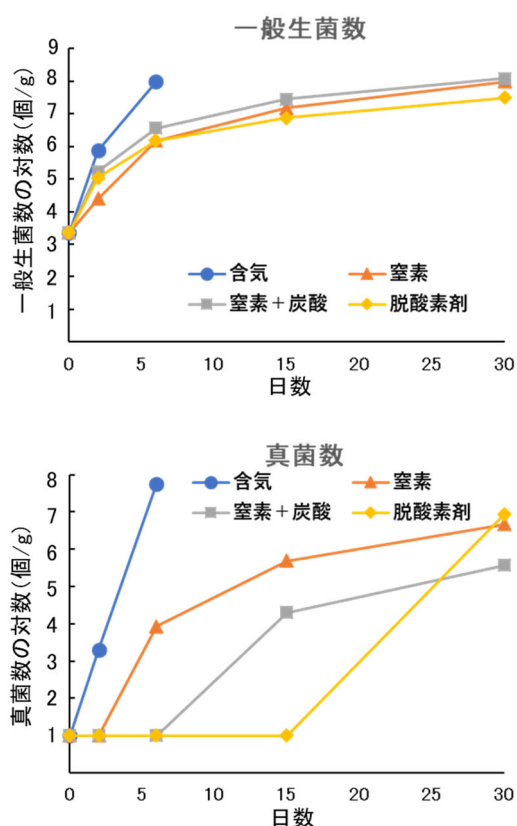 一般生菌数
9
8
7
6
5
4
3
2
1
一般生菌数の対数(個/g)
含気
窒素
窒素+炭酸
脱酸素剤
0 5 10 15 20 25 30
日数
真菌数
8
7
6
5
4
3
2
1
真菌数の対数(個/g)
含気
窒素
窒素+炭酸
脱酸素剤
0 5 10 15 20 25 30
日数